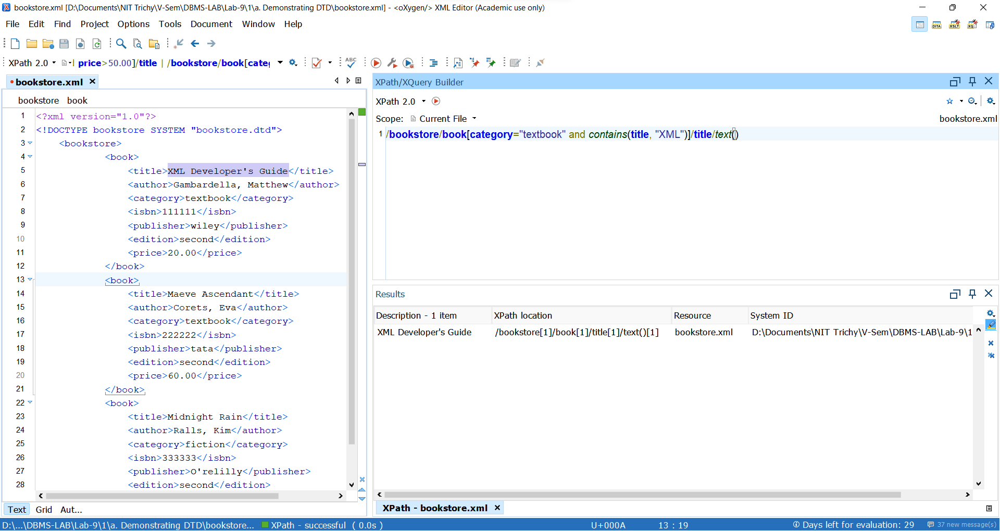 bookstore.xml [D:\Documents\NIT Trichy\V-Sem\DBMS-LAB\Lab-9\1\a. Demonstrating DTD\bookstore.xml] - <oXygen/> XML Editor (Academic use only)
File Edit Find Project Options Tools Document Window Help
DITA XSLT XQ
XPath 2.0 price>50.00]/title | /bookstore/book[cate ABC
bookstore.xml
XPath/XQuery Builder
bookstore book
XPath 2.0
Scope: Current File bookstore.xml
1 /bookstore/book[category="textbook" and contains(title, "XML")]/title/text()
1 <?xml version="1.0"?>
2 <!DOCTYPE bookstore SYSTEM "bookstore.dtd">
3 <bookstore>
4 <book>
5 <title>XML Developer's Guide</title>
6 <author>Gambardella, Matthew</author>
7 <category>textbook</category>
8 <isbn>111111</isbn>
9 <publisher>wiley</publisher>
10 <edition>second</edition>
11 <price>20.00</price>
12 </book>
13 <book>
14 <title>Maeve Ascendant</title>
15 <author>Corets, Eva</author>
16 <category>textbook</category>
17 <isbn>222222</isbn>
18 <publisher>tata</publisher>
19 <edition>second</edition>
20 <price>60.00</price>
21 </book>
22 <book>
23 <title>Midnight Rain</title>
24 <author>Ralls, Kim</author>
25 <category>fiction</category>
26 <isbn>333333</isbn>
27 <publisher>O'relilly</publisher>
28 <edition>second</edition>
Text Grid Aut...
Results
Description - 1 item XPath location Resource System ID
XML Developer's Guide /bookstore[1]/book[1]/title[1]/text()[1] bookstore.xml D:\Documents\NIT Trichy\V-Sem\DBMS-LAB\Lab-9\1
XPath - bookstore.xml
D:\...\DBMS-LAB\Lab-9\1\a. Demonstrating DTD\bookstore... XPath - successful ( 0.0s ) U+000A 13 : 19 Days left for evaluation: 29 37 new message(s)